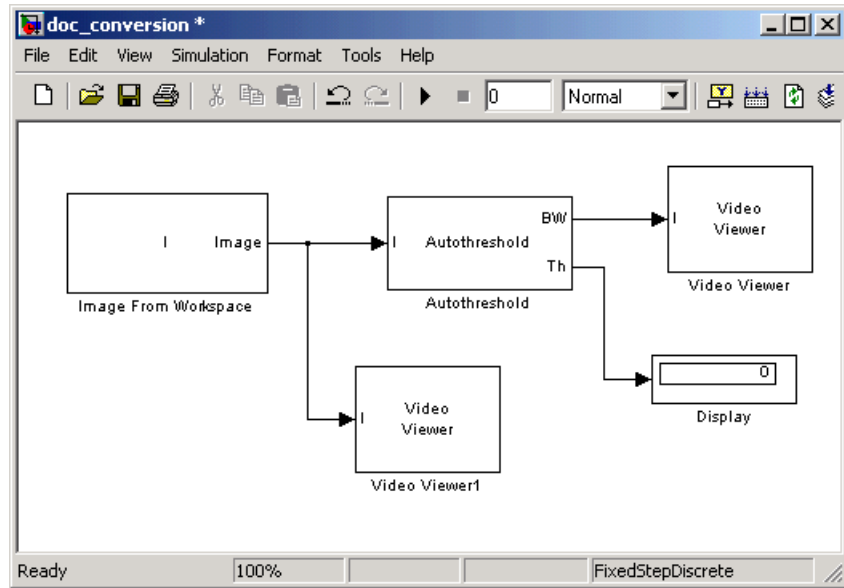 doc_conversion *
File Edit View Simulation Format Tools Help
0 Normal
I Image
Image From Workspace
I Autothreshold BW Th
Autothreshold
I Video Viewer
Video Viewer
0
Display
I Video Viewer
Video Viewer1
Ready 100% FixedStepDiscrete